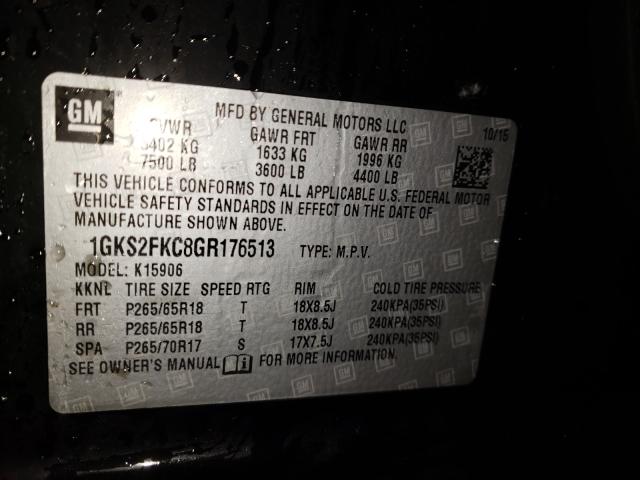 GM
MFD BY GENERAL MOTORS LLC
10/15
GVWR GAWR FRT GAWR RR
3402 KG 1633 KG 1996 KG
7500 LB 3600 LB 4400 LB
THIS VEHICLE CONFORMS TO ALL APPLICABLE U.S. FEDERAL MOTOR
VEHICLE SAFETY STANDARDS IN EFFECT ON THE DATE OF
MANUFACTURE SHOWN ABOVE.
1GKS2FKC8GR176513 TYPE: M.P.V.
MODEL: K15906
KKNL TIRE SIZE SPEED RTG RIM COLD TIRE PRESSURE
FRT P265/65R18 T 18X8.5J 240KPA(35PSI)
RR P265/65R18 T 18X8.5J 240KPA(35PSI)
SPA P265/70R17 S 17X7.5J 240KPA(35PSI)
SEE OWNER'S MANUAL FOR MORE INFORMATION